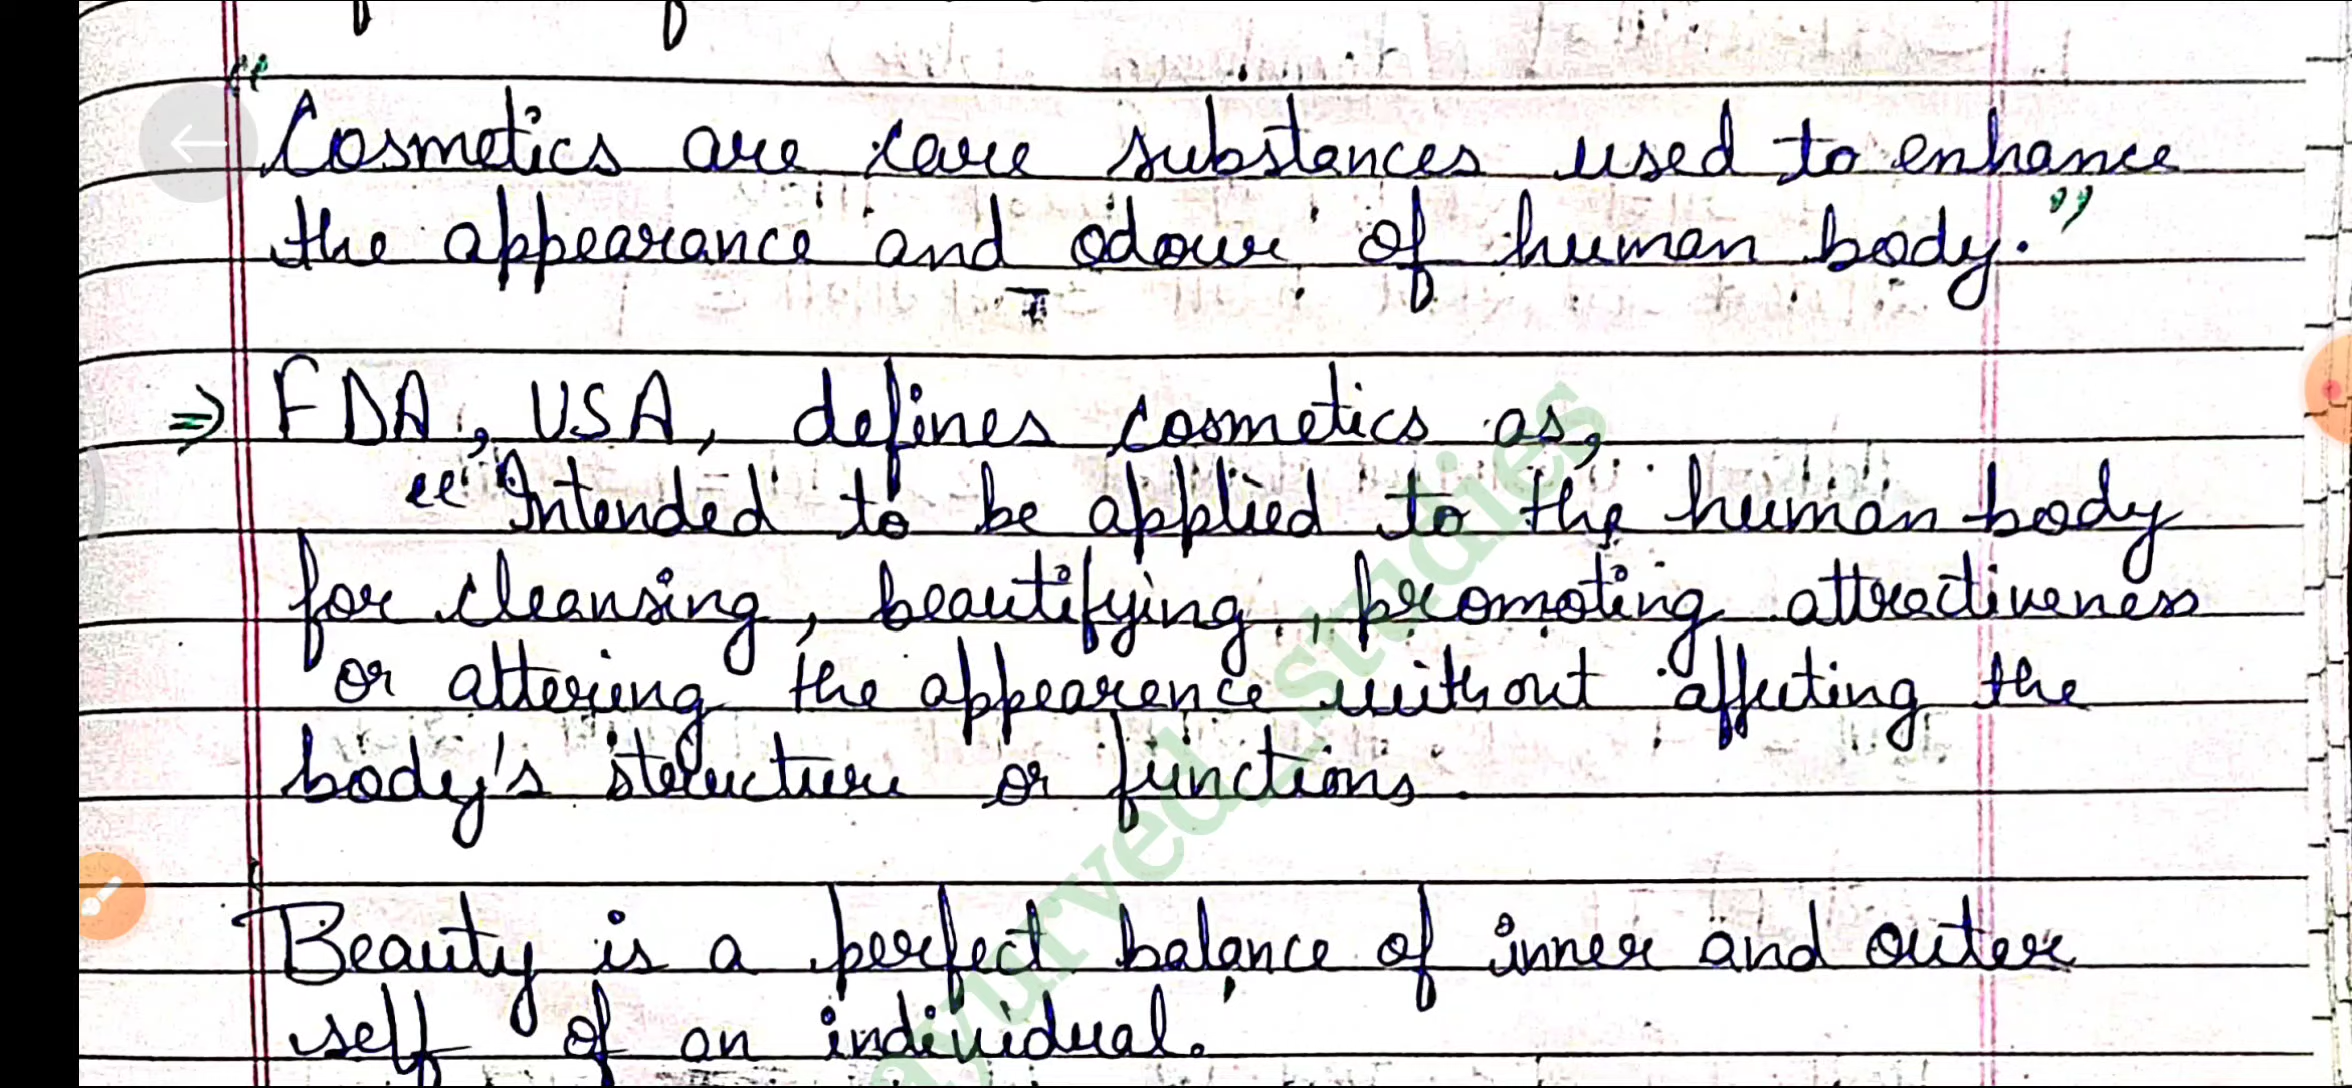 "Cosmetics are care substances used to enhance
the appearance and odour of human body."
⇒ FDA, USA, defines cosmetics as,
"Intended to be applied to the human body
for cleansing, beautifying, promoting attractiveness
or altering the appearence without affecting the
body's structure or functions.
Beauty is a perfect balance of inner and outer
self of an individual.
ayurved_studies